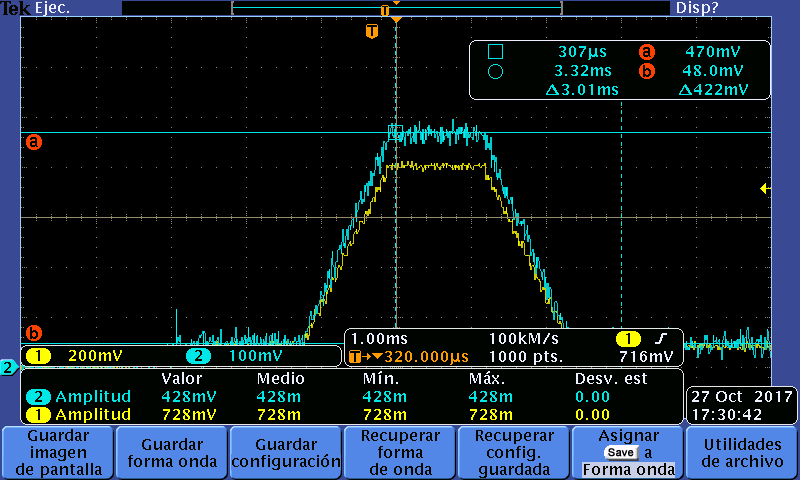 Tek Ejec. Disp?
T
T
307µs a 470mV
3.32ms b 48.0mV
Δ3.01ms Δ422mV
a
b
1 200mV 2 100mV
1.00ms 100kM/s 1
T→▼320.000µs 1000 pts. 716mV
2
Valor Medio Mín. Máx. Desv. est
2 Amplitud 428mV 428m 428m 428m 0.00
1 Amplitud 728mV 728m 728m 728m 0.00
27 Oct 2017
17:30:42
Guardar
imagen
de pantalla
Guardar
forma onda
Guardar
configuración
Recuperar
forma
de onda
Recuperar
config.
guardada
Asignar
Save a
Forma onda
Utilidades
de archivo